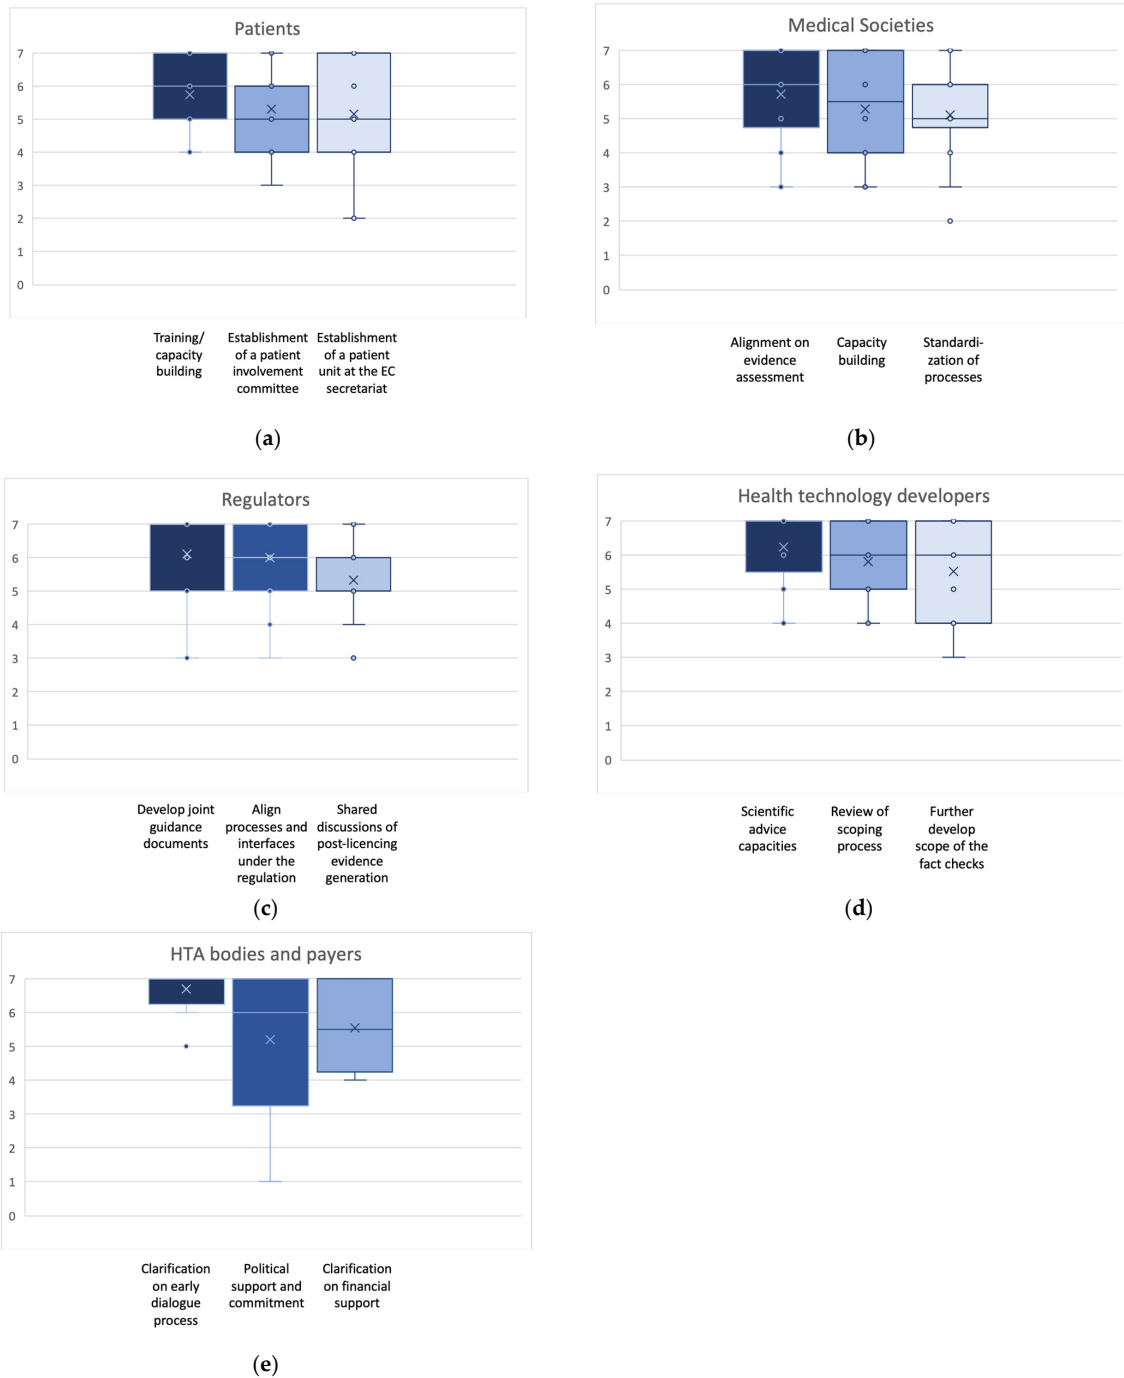 Patients
7
6
5
4
3
2
1
0
Training/
capacity
building
Establishment
of a patient
involvement
committee
Establishment
of a patient
unit at the EC
secretariat
(a)
Medical Societies
7
6
5
4
3
2
1
0
Alignment on
evidence
assessment
Capacity
building
Standardi-
zation of
processes
(b)
Regulators
7
6
5
4
3
2
1
0
Develop joint
guidance
documents
Align
processes and
interfaces
under the
regulation
Shared
discussions of
post-licencing
evidence
generation
(c)
Health technology developers
7
6
5
4
3
2
1
0
Scientific
advice
capacities
Review of
scoping
process
Further
develop
scope of the
fact checks
(d)
HTA bodies and payers
7
6
5
4
3
2
1
0
Clarification
on early
dialogue
process
Political
support and
commitment
Clarification
on financial
support
(e)